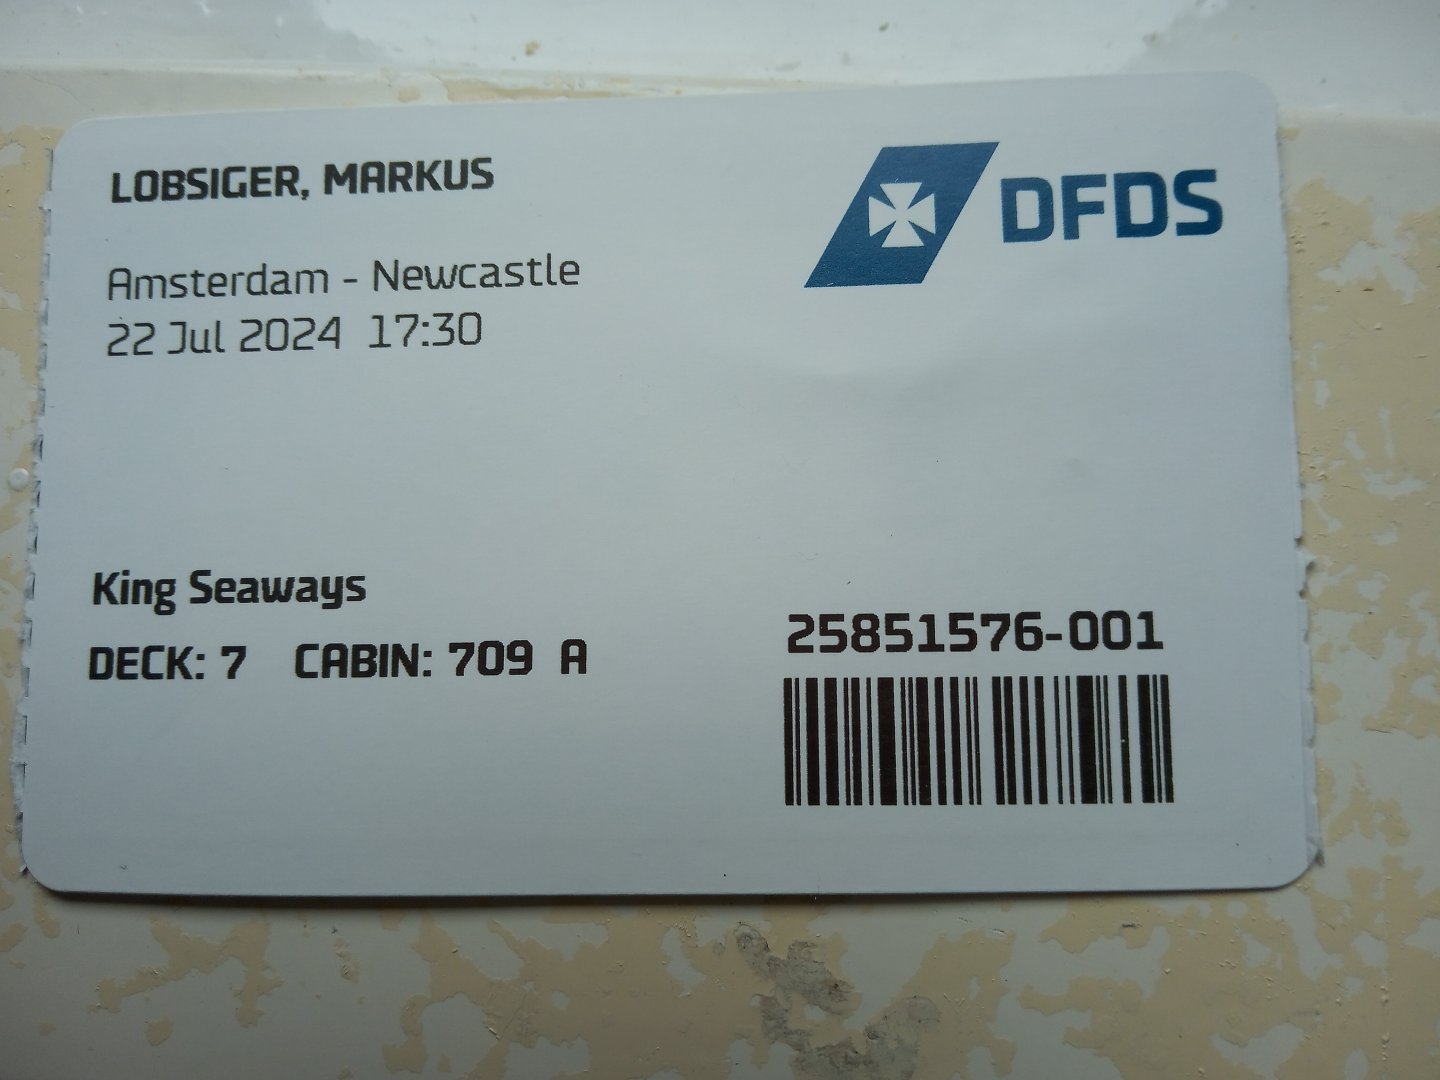 LOBSIGER, MARKUS
DFDS
Amsterdam - Newcastle
22 Jul 2024 17:30
King Seaways
DECK: 7 CABIN: 709 A
25851576-001